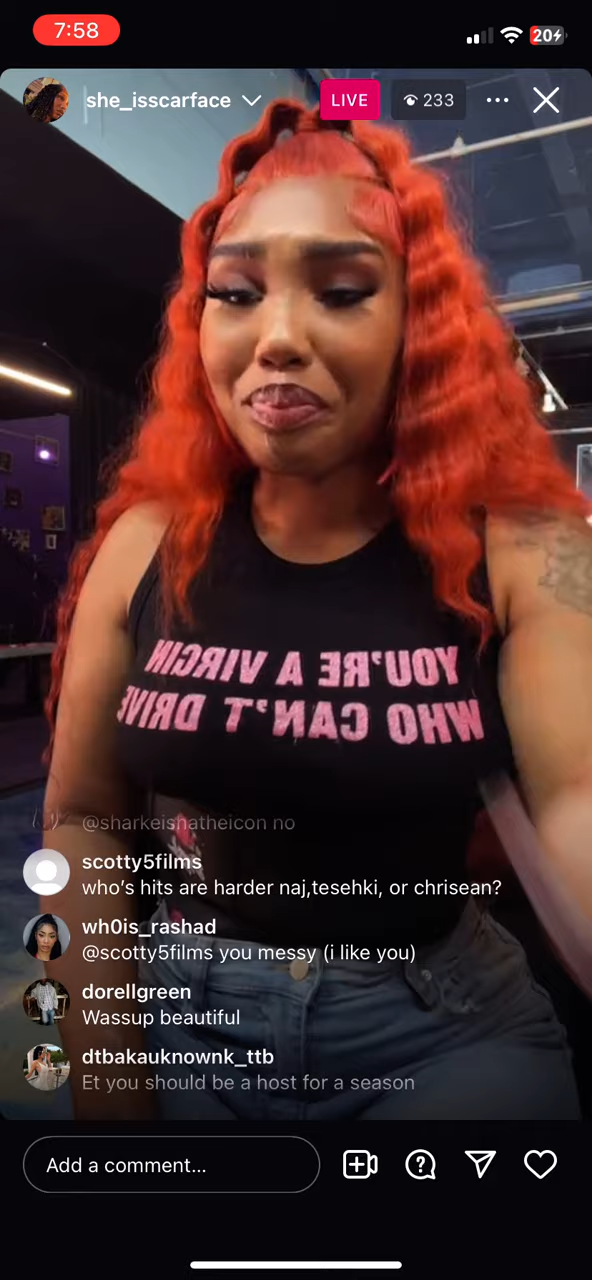 7:58
20
she_isscarface
LIVE
233
YOU'RE A VIRGIN
WHO CAN'T DRIVE
@sharkeishatheicon no
scotty5films
who's hits are harder naj,tesehki, or chrisean?
wh0is_rashad
@scotty5films you messy (i like you)
dorellgreen
Wassup beautiful
dtbakauknownk_ttb
Et you should be a host for a season
Add a comment...